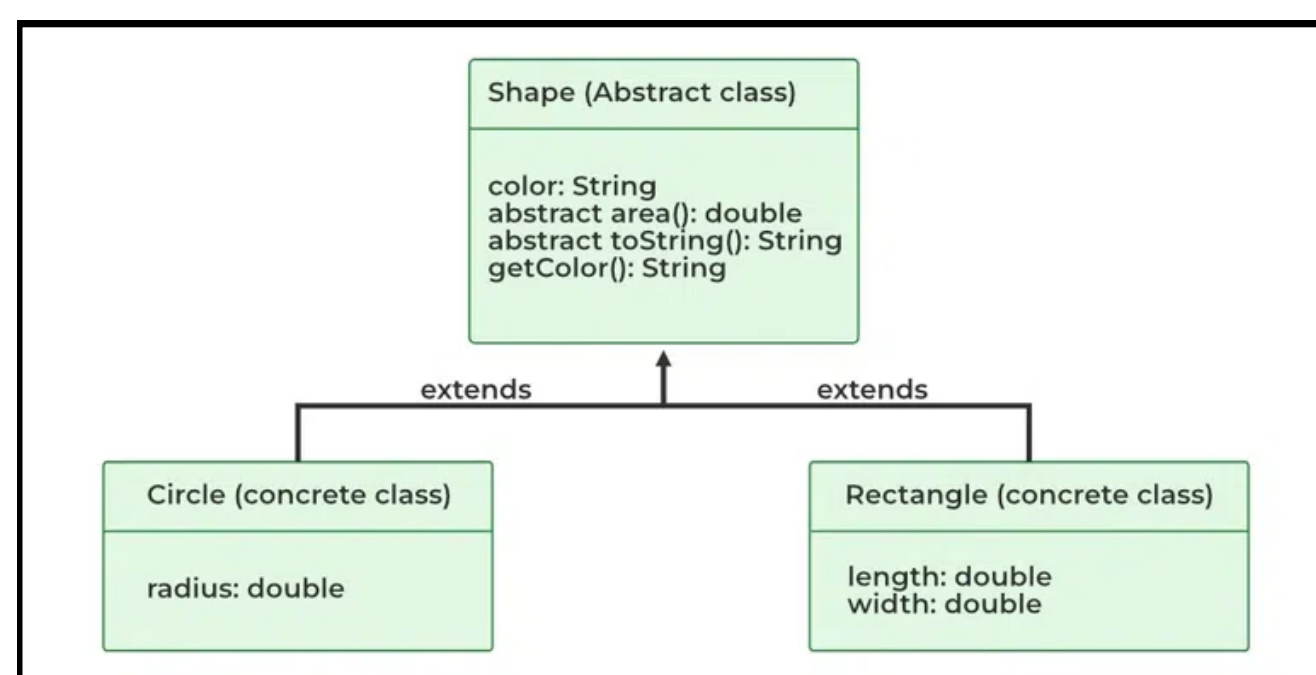 Shape (Abstract class)
color: String
abstract area(): double
abstract toString(): String
getColor(): String
extends
extends
Circle (concrete class)
radius: double
Rectangle (concrete class)
length: double
width: double